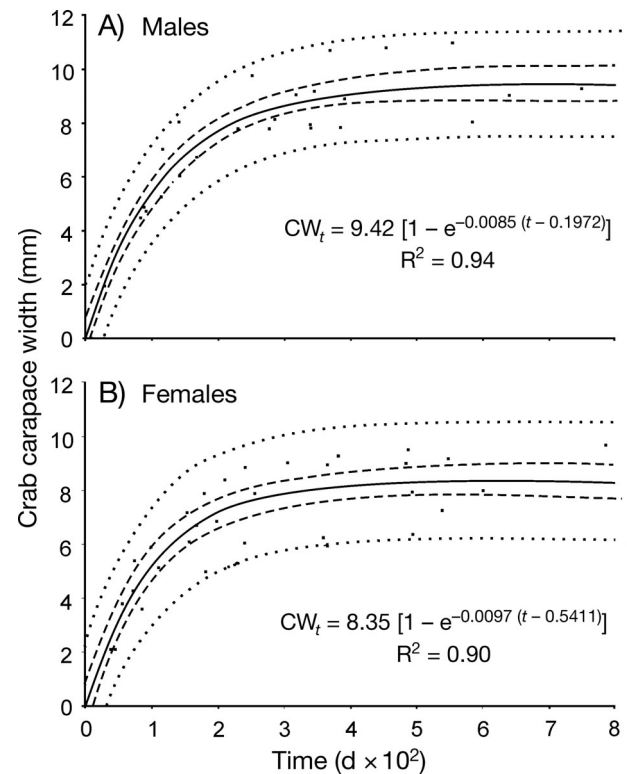 A) Males
12
10
8
6
4
2
0
CWₜ = 9.42 [1 – e^–0.0085 (t – 0.1972)]
R² = 0.94
B) Females
12
10
8
6
4
2
0
CWₜ = 8.35 [1 – e^–0.0097 (t – 0.5411)]
R² = 0.90
0 1 2 3 4 5 6 7 8
Time (d × 10²)
Crab carapace width (mm)